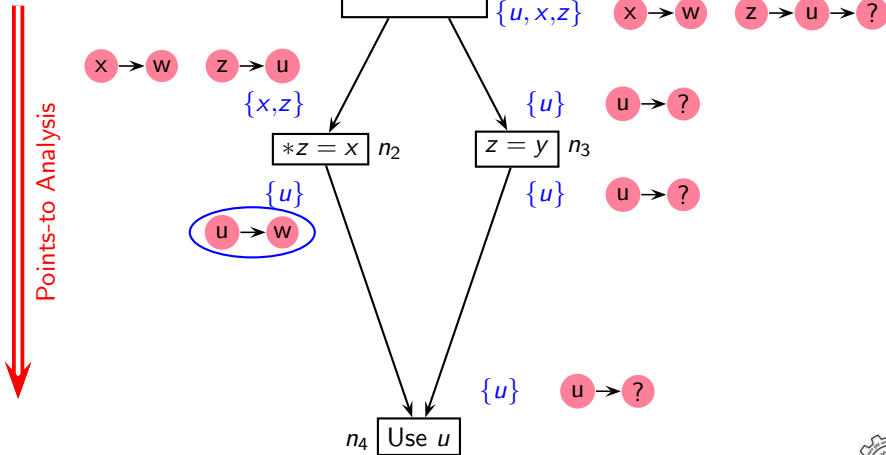 {u, x,z} x → w z → u → ?
x → w z → u
{x,z} {u} u → ?
*z = x n₂ z = y n₃
{u} {u} u → ?
u → w
Points-to Analysis
{u} u → ?
n₄ Use u